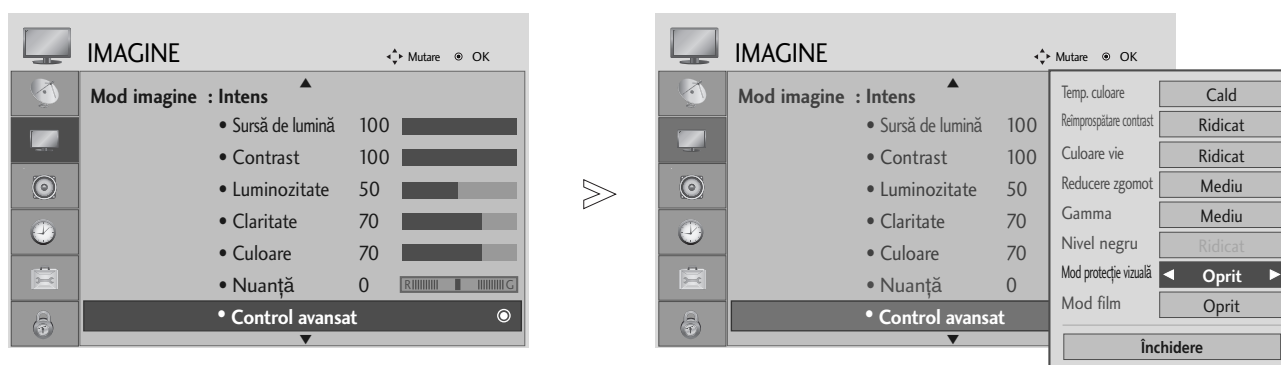 IMAGINE
Mutare OK
Mod imagine : Intens
• Sursă de lumină 100
• Contrast 100
• Luminozitate 50
• Claritate 70
• Culoare 70
• Nuanță 0 R G
• Control avansat
IMAGINE
Mutare OK
Mod imagine : Intens
• Sursă de lumină 100
• Contrast 100
• Luminozitate 50
• Claritate 70
• Culoare 70
• Nuanță 0
• Control avansat
Temp. culoare Cald
Reîmprospătare contrast Ridicat
Culoare vie Ridicat
Reducere zgomot Mediu
Gamma Mediu
Nivel negru Ridicat
Mod protecție vizuală Oprit
Mod film Oprit
Închidere